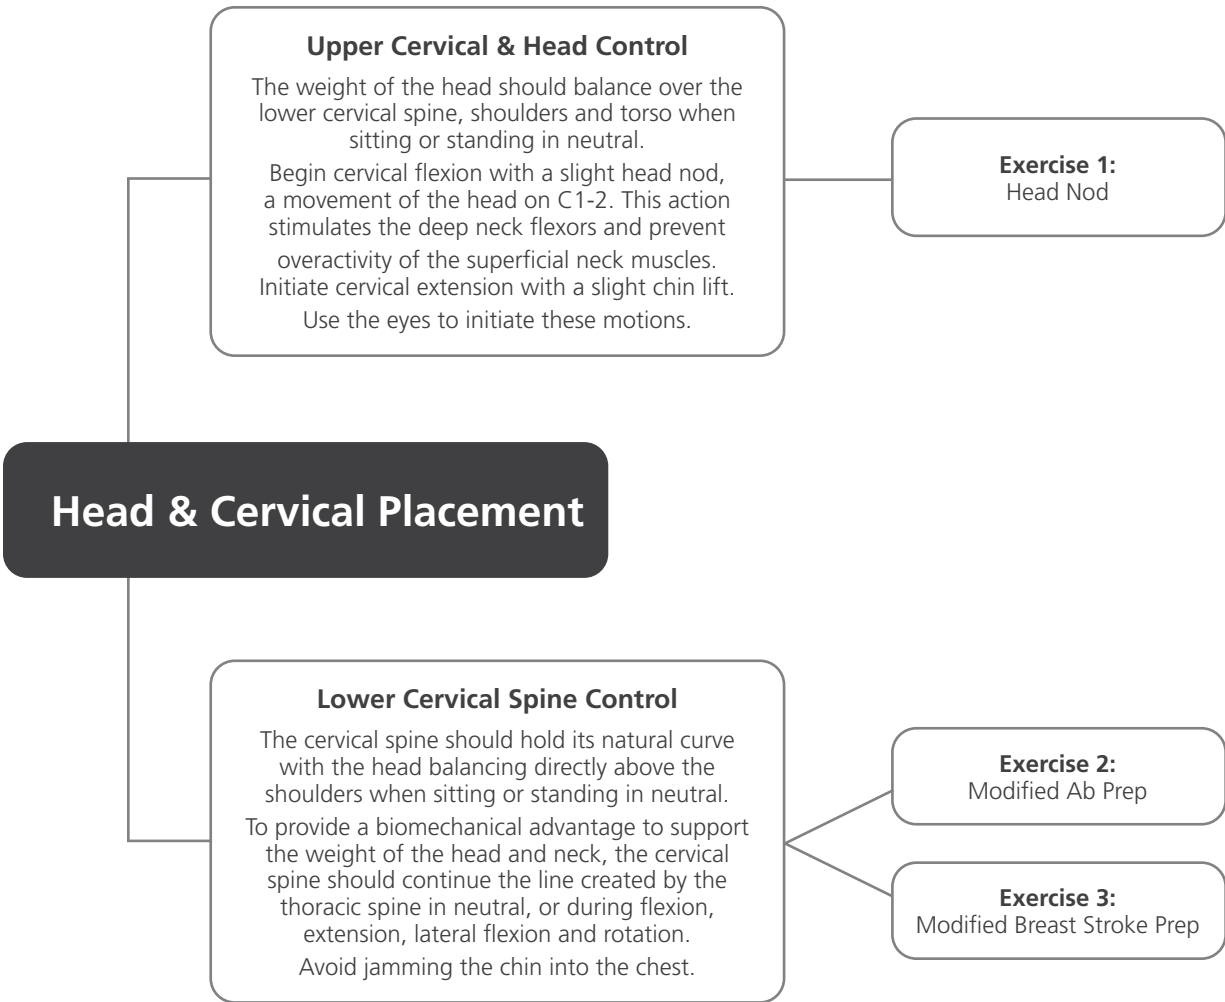 Upper Cervical & Head Control
The weight of the head should balance over the
lower cervical spine, shoulders and torso when
sitting or standing in neutral.
Begin cervical flexion with a slight head nod,
a movement of the head on C1-2. This action
stimulates the deep neck flexors and prevent
overactivity of the superficial neck muscles.
Initiate cervical extension with a slight chin lift.
Use the eyes to initiate these motions.
Exercise 1:
Head Nod
Head & Cervical Placement
Lower Cervical Spine Control
The cervical spine should hold its natural curve
with the head balancing directly above the
shoulders when sitting or standing in neutral.
To provide a biomechanical advantage to support
the weight of the head and neck, the cervical
spine should continue the line created by the
thoracic spine in neutral, or during flexion,
extension, lateral flexion and rotation.
Avoid jamming the chin into the chest.
Exercise 2:
Modified Ab Prep
Exercise 3:
Modified Breast Stroke Prep